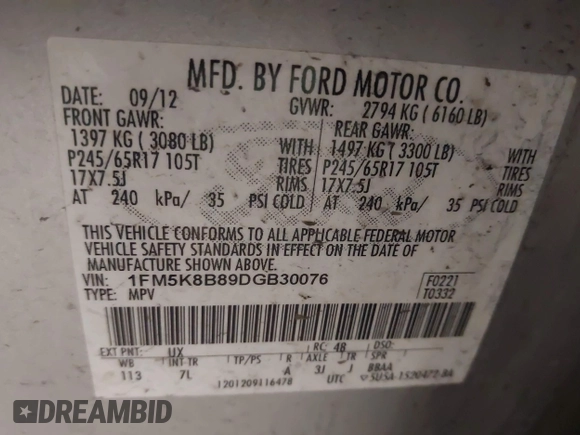 MFD. BY FORD MOTOR CO.
DATE: 09/12 GVWR: 2794 KG ( 6160 LB)
FRONT GAWR: REAR GAWR:
1397 KG ( 3080 LB) WITH 1497 KG ( 3300 LB) WITH
P245/65R17 105T TIRES P245/65R17 105T TIRES
17X7.5J RIMS 17X7.5J RIMS
AT 240 kPa/ 35 PSI COLD AT 240 kPa/ 35 PSI COLD
THIS VEHICLE CONFORMS TO ALL APPLICABLE FEDERAL MOTOR
VEHICLE SAFETY STANDARDS IN EFFECT ON THE DATE OF
MANUFACTURE SHOWN ABOVE.
VIN: 1FM5K8B89DGB30076 F0221
TYPE: MPV T0332
EXT PNT: UX RC: 48 DSO:
WB INT TR TP/PS R AXLE TR SPR
113 7L A 3J J BBAA
1201209116478 UTC
DREAMBID
DREAMBID.COM